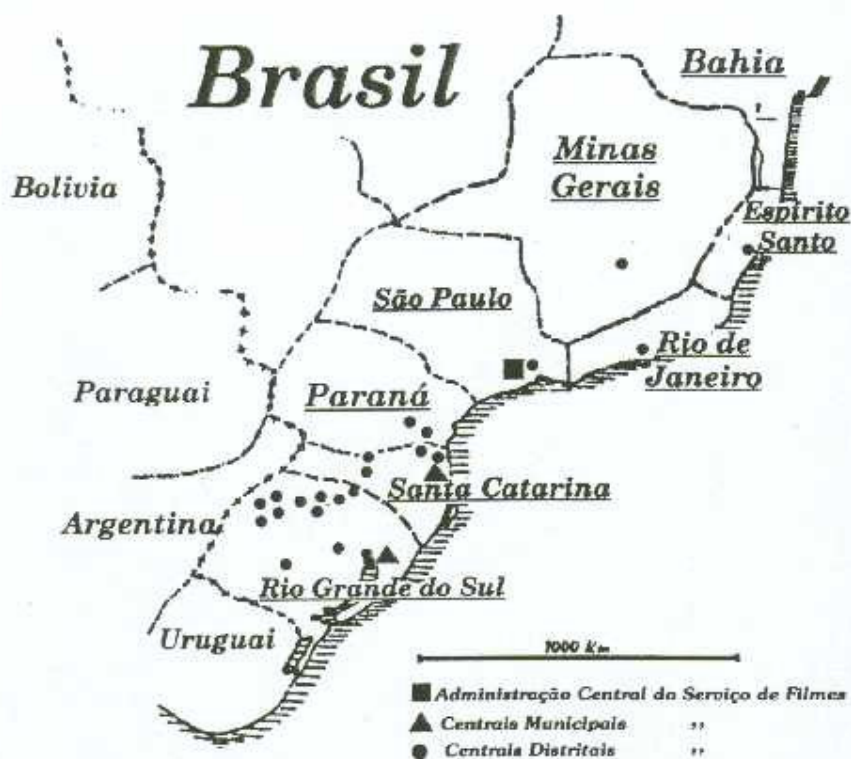 Brasil
Bahia
Minas
Gerais
Bolivia
Espírito
Santo
São Paulo
Rio de
Janeiro
Paraguai
Paraná
Santa Catarina
Argentina
Rio Grande do Sul
Uruguai
1000 Km
Administração Central do Serviço de Filmes
Centrais Municipais ,,
Centrais Distritais ,,